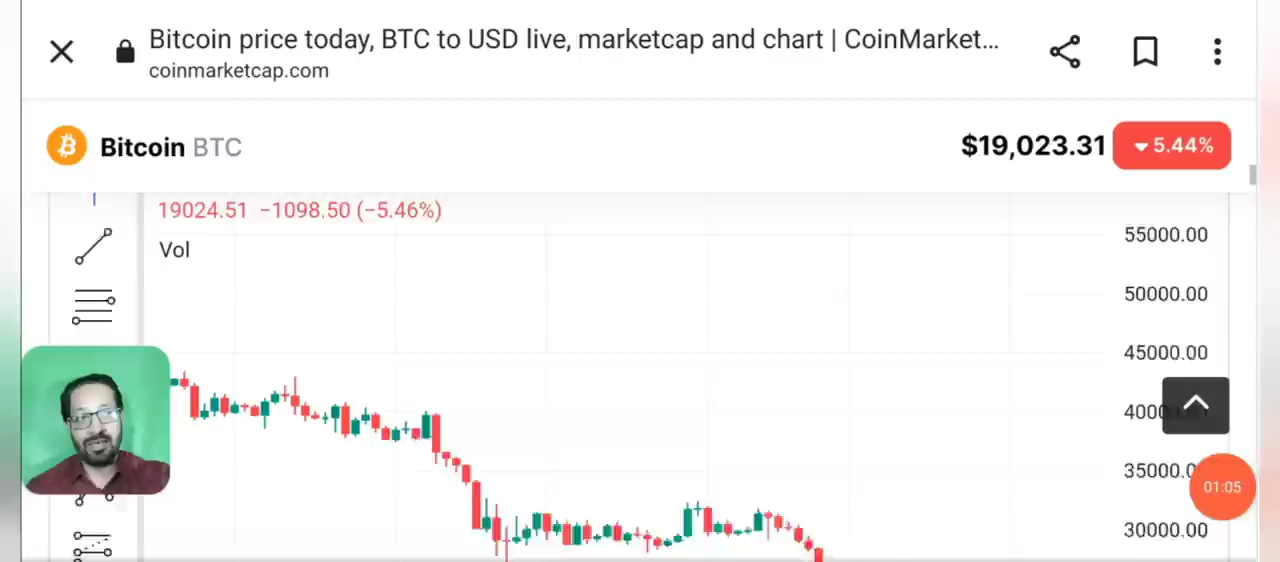 Bitcoin price today, BTC to USD live, marketcap and chart | CoinMarket...
coinmarketcap.com
Bitcoin BTC
$19,023.31
5.44%
19024.51 −1098.50 (−5.46%)
Vol
55000.00
50000.00
45000.00
35000.0
01:05
30000.00